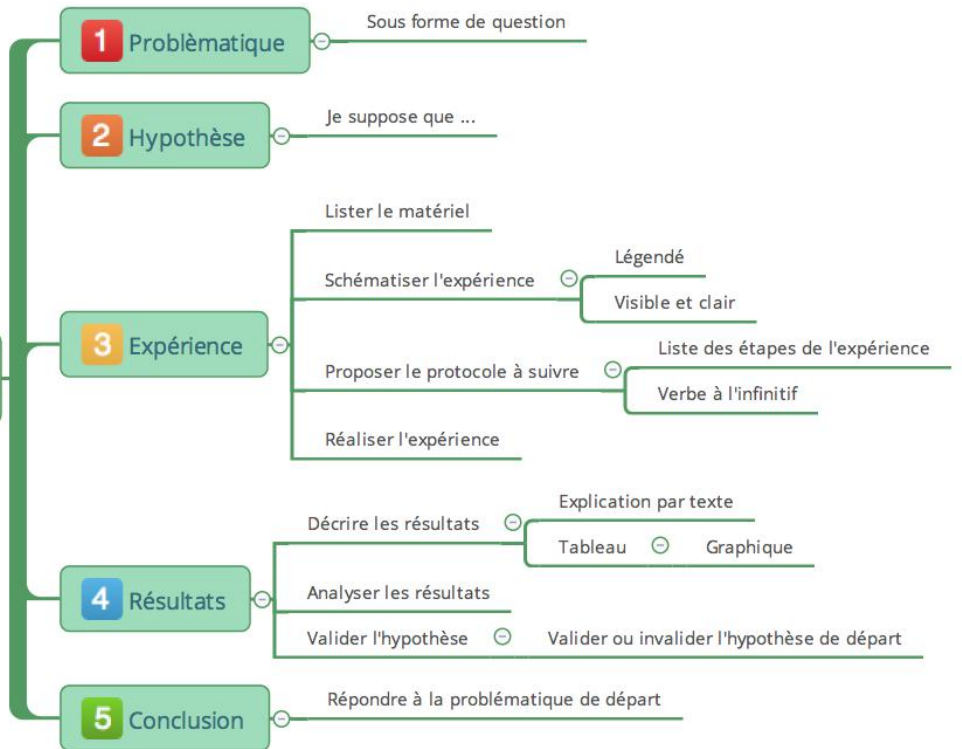 1 Problèmatique
Sous forme de question
2 Hypothèse
Je suppose que ...
3 Expérience
Lister le matériel
Schématiser l'expérience
Légendé
Visible et clair
Proposer le protocole à suivre
Liste des étapes de l'expérience
Verbe à l'infinitif
Réaliser l'expérience
4 Résultats
Décrire les résultats
Explication par texte
Tableau
Graphique
Analyser les résultats
Valider l'hypothèse
Valider ou invalider l'hypothèse de départ
5 Conclusion
Répondre à la problématique de départ